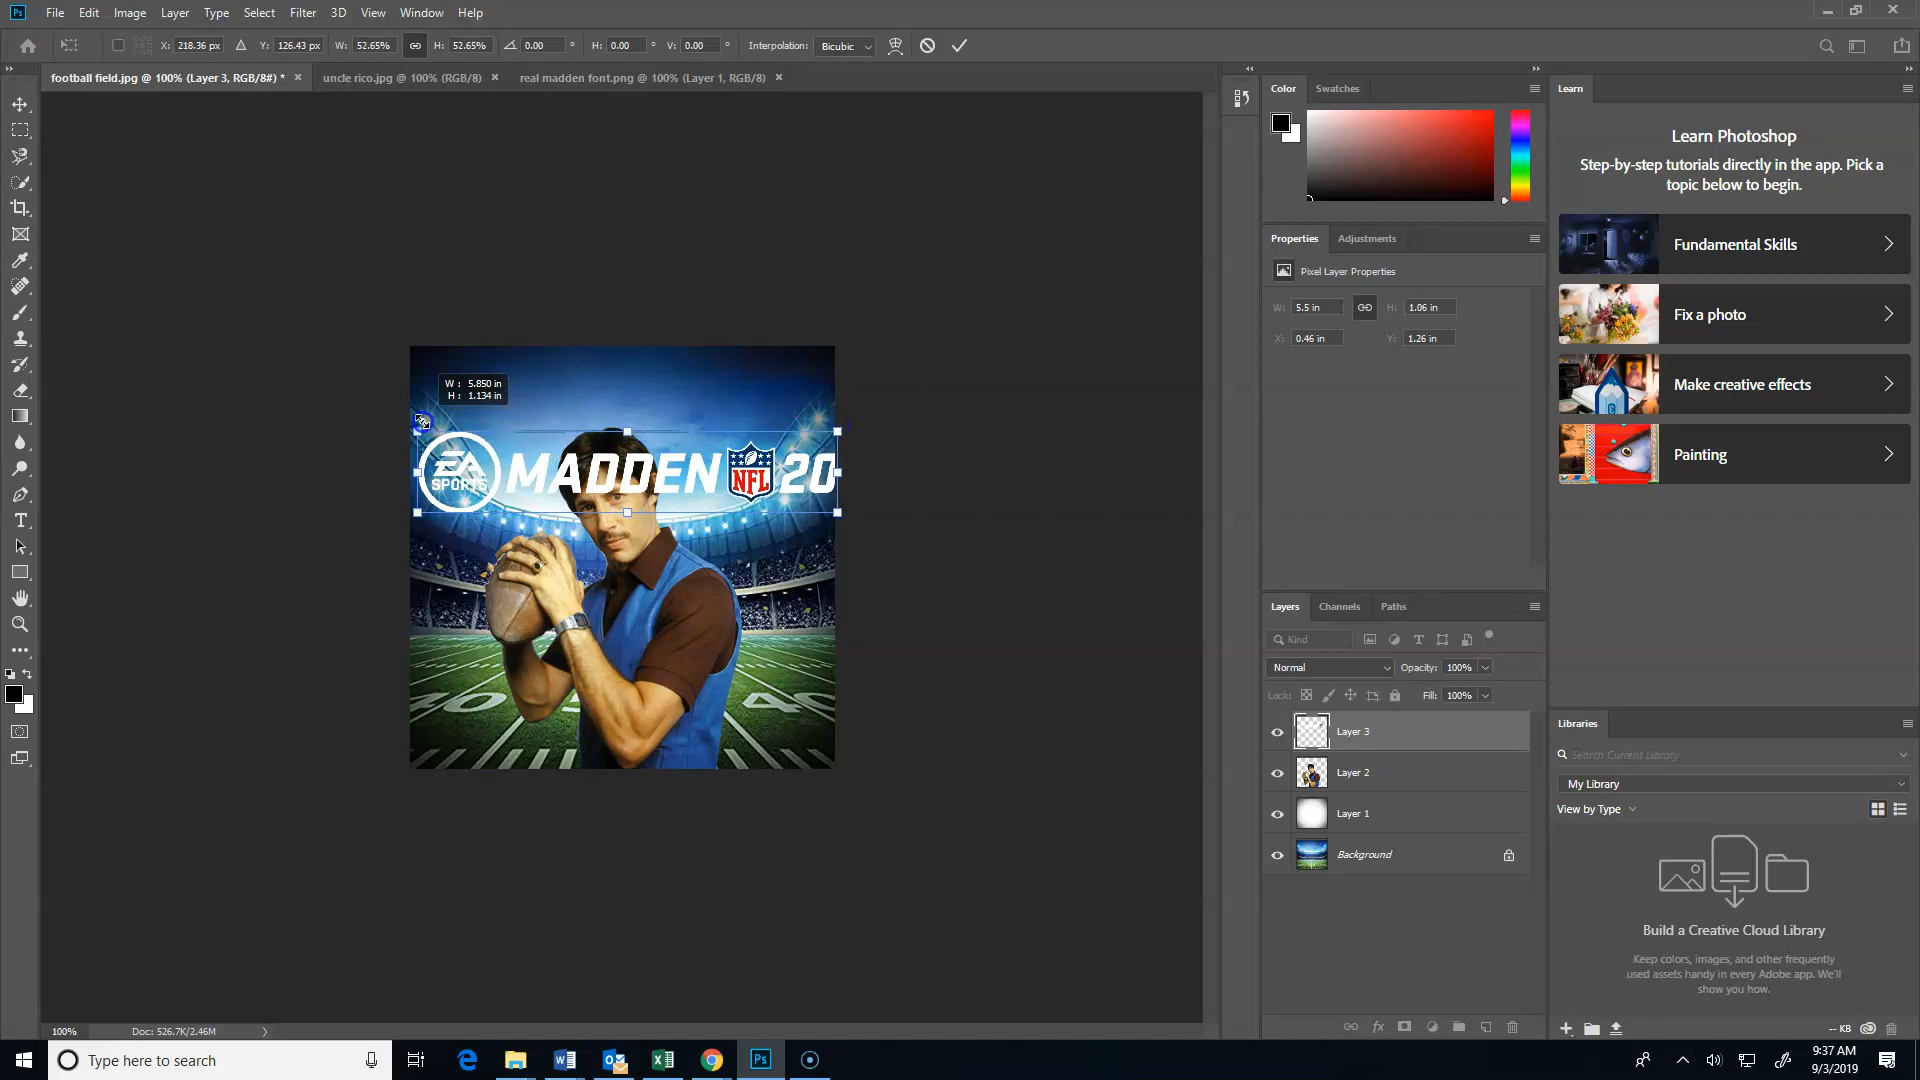 Ps File Edit Image Layer Type Select Filter 3D View Window Help
X: 218.36 px Y: 126.43 px W: 52.65% H: 52.65% 0.00 ° H: 0.00 ° V: 0.00 ° Interpolation: Bicubic
football field.jpg @ 100% (Layer 3, RGB/8#) * uncle rico.jpg @ 100% (RGB/8) real madden font.png @ 100% (Layer 1, RGB/8)
Color Swatches
Learn
Learn Photoshop
Step-by-step tutorials directly in the app. Pick a
topic below to begin.
Fundamental Skills
Fix a photo
Make creative effects
Painting
Properties Adjustments
Pixel Layer Properties
W: 5.5 in H: 1.06 in
X: 0.46 in Y: 1.26 in
W : 5.850 in
H : 1.134 in
EA
SPORTS
MADDEN NFL 20
40 40
Layers Channels Paths
Kind
Normal Opacity: 100%
Lock: Fill: 100%
Layer 3
Layer 2
Layer 1
Background
Libraries
Search Current Library
My Library
View by Type
Build a Creative Cloud Library
Keep colors, images, and other frequently
used assets handy in every Adobe app. We'll
show you how.
-- KB
100% Doc: 526.7K/2.46M
Type here to search
Ps
9:37 AM
9/3/2019